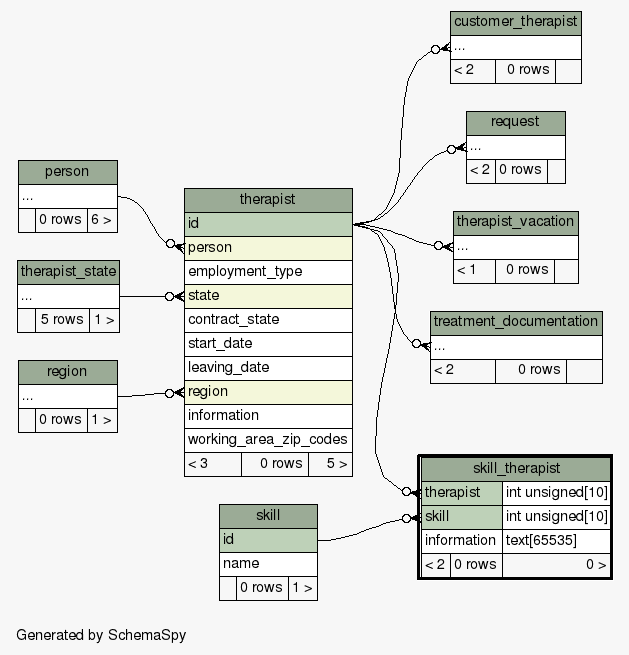 customer_therapist
...
< 2 0 rows
request
...
< 2 0 rows
person
...
0 rows 6 >
therapist
id
person
employment_type
state
contract_state
start_date
leaving_date
region
information
working_area_zip_codes
< 3 0 rows 5 >
therapist_vacation
...
< 1 0 rows
therapist_state
...
5 rows 1 >
treatment_documentation
...
< 2 0 rows
region
...
0 rows 1 >
skill_therapist
therapist int unsigned[10]
skill int unsigned[10]
information text[65535]
< 2 0 rows 0 >
skill
id
name
0 rows 1 >
Generated by SchemaSpy